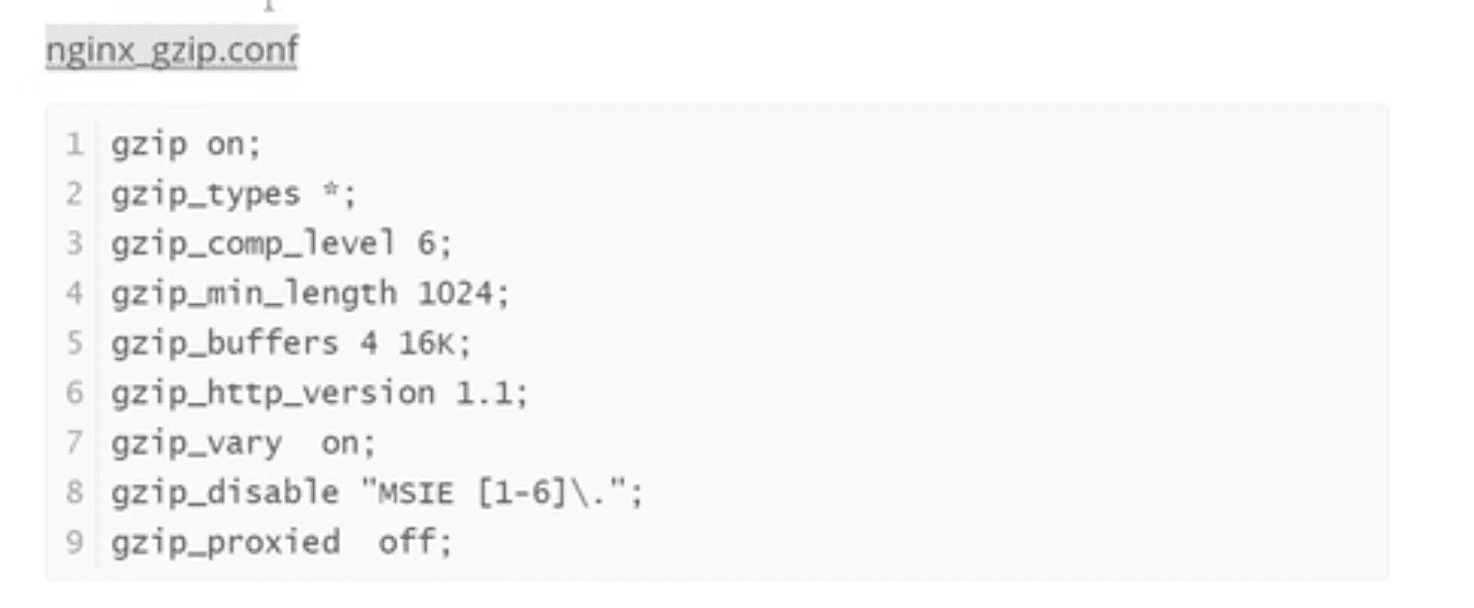 nginx_gzip.conf
1 gzip on;
2 gzip_types *;
3 gzip_comp_level 6;
4 gzip_min_length 1024;
5 gzip_buffers 4 16K;
6 gzip_http_version 1.1;
7 gzip_vary  on;
8 gzip_disable "MSIE [1-6]\.";
9 gzip_proxied  off;